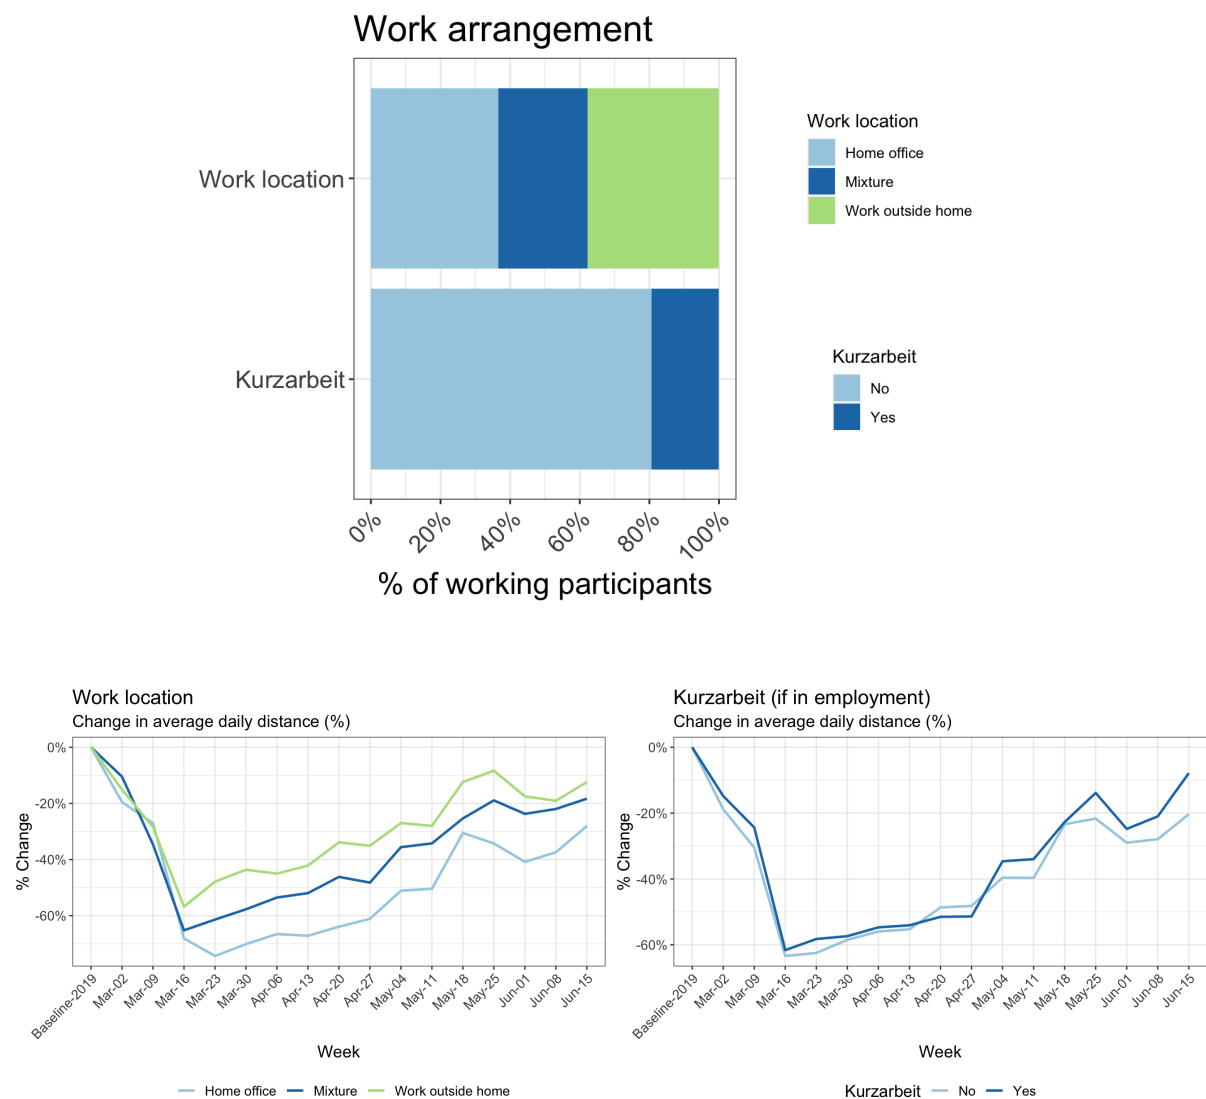 Work arrangement
Work location
Kurzarbeit
0%
20%
40%
60%
80%
100%
% of working participants
Work location
Home office
Mixture
Work outside home
Kurzarbeit
No
Yes
Work location
Change in average daily distance (%)
% Change
0%
-20%
-40%
-60%
Baseline-2019
Mar-02
Mar-09
Mar-16
Mar-23
Mar-30
Apr-06
Apr-13
Apr-20
Apr-27
May-04
May-11
May-18
May-25
Jun-01
Jun-08
Jun-15
Week
Home office
Mixture
Work outside home
Kurzarbeit (if in employment)
Change in average daily distance (%)
% Change
0%
-20%
-40%
-60%
Baseline-2019
Mar-02
Mar-09
Mar-16
Mar-23
Mar-30
Apr-06
Apr-13
Apr-20
Apr-27
May-04
May-11
May-18
May-25
Jun-01
Jun-08
Jun-15
Week
Kurzarbeit
No
Yes